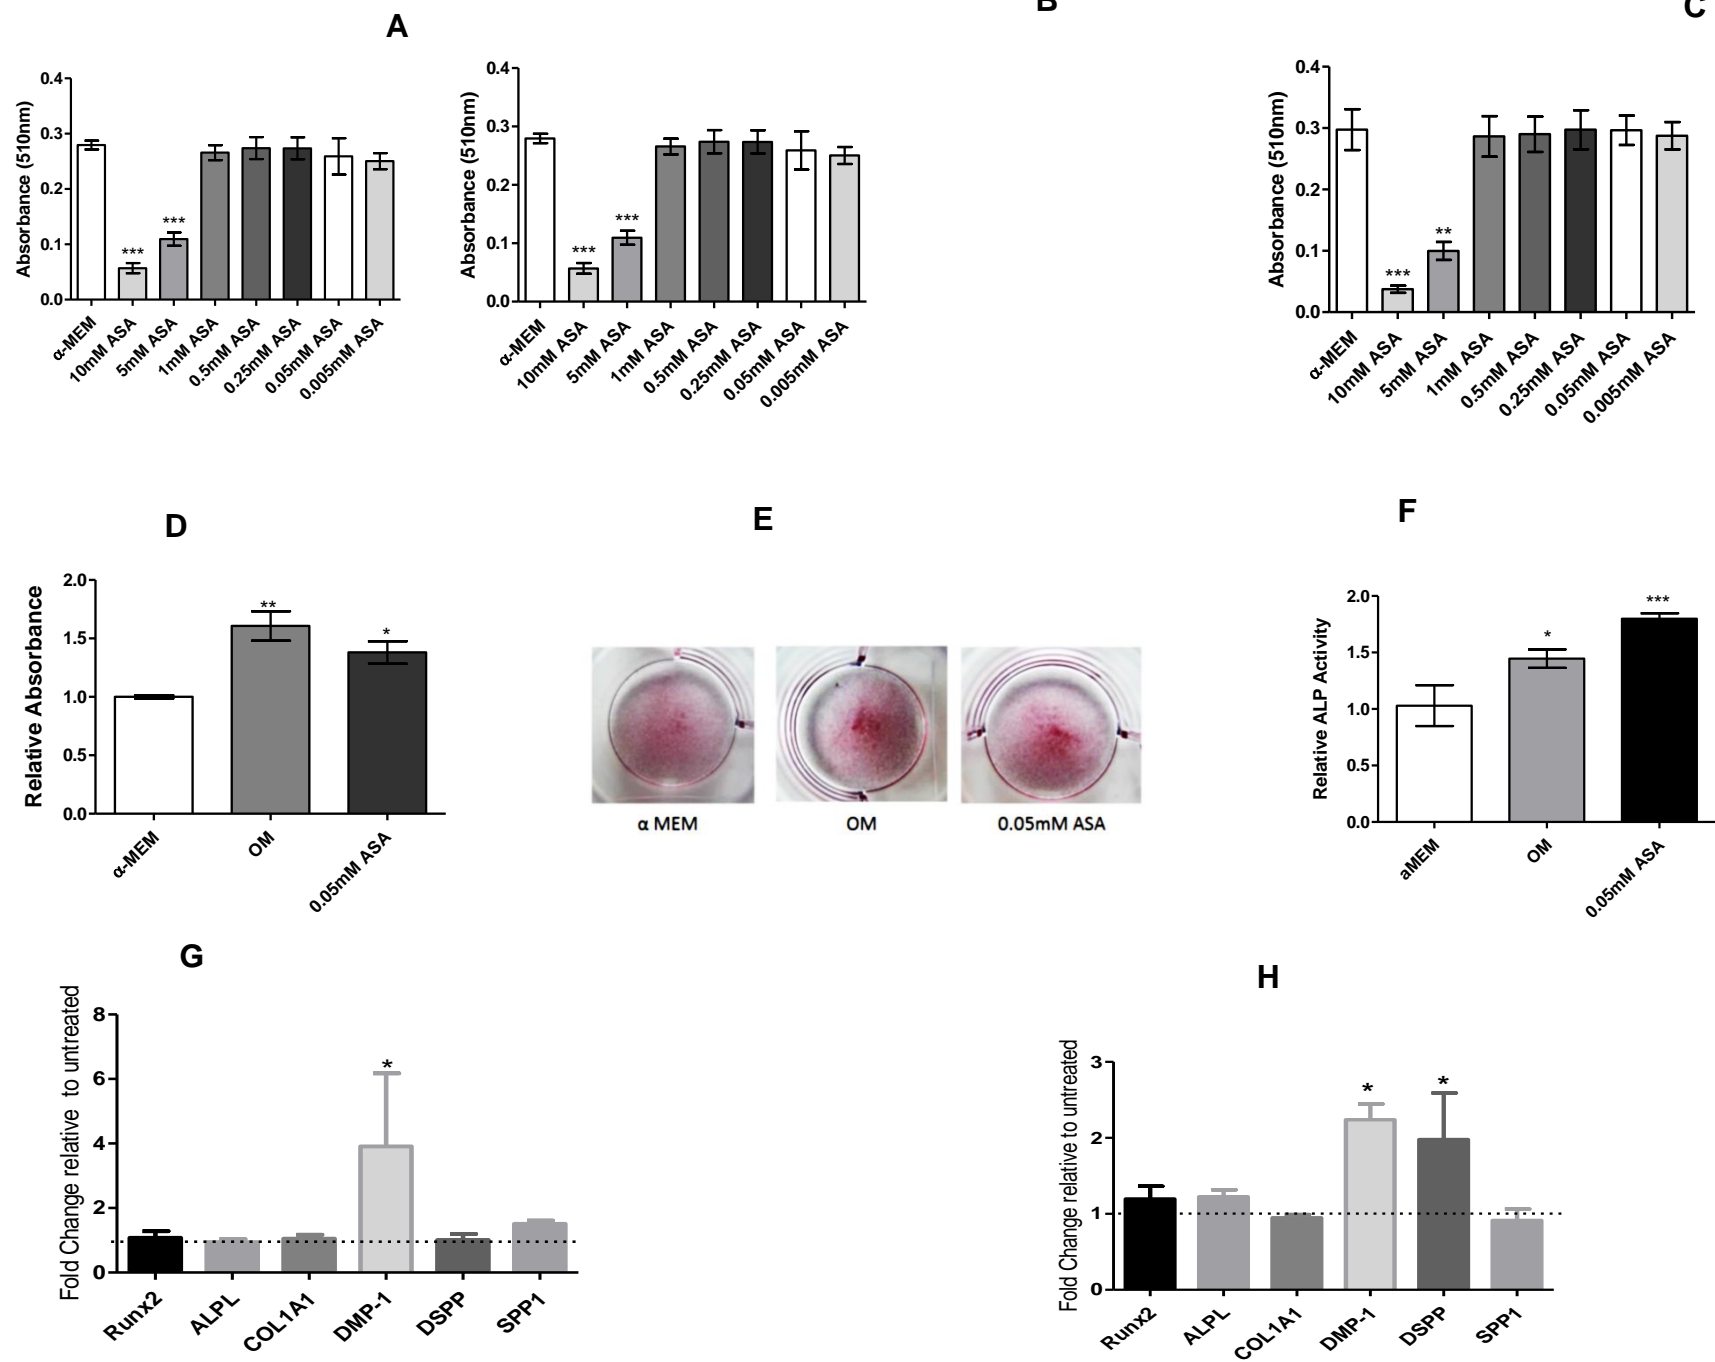 A
B
C
Absorbance (510nm)
0.4
0.3
0.2
0.1
0.0
***
***
α-MEM
10mM ASA
5mM ASA
1mM ASA
0.5mM ASA
0.25mM ASA
0.05mM ASA
0.005mM ASA
Absorbance (510nm)
0.4
0.3
0.2
0.1
0.0
***
***
α-MEM
10mM ASA
5mM ASA
1mM ASA
0.5mM ASA
0.25mM ASA
0.05mM ASA
0.005mM ASA
Absorbance (510nm)
0.4
0.3
0.2
0.1
0.0
***
**
α-MEM
10mM ASA
5mM ASA
1mM ASA
0.5mM ASA
0.25mM ASA
0.05mM ASA
0.005mM ASA
D
Relative Absorbance
2.0
1.5
1.0
0.5
0.0
**
*
α-MEM
OM
0.05mM ASA
E
α MEM
OM
0.05mM ASA
F
Relative ALP Activity
2.0
1.5
1.0
0.5
0.0
*
***
aMEM
OM
0.05mM ASA
G
Fold Change relative to untreated
8
6
4
2
0
*
Runx2
ALPL
COL1A1
DMP-1
DSPP
SPP1
H
Fold Change relative to untreated
3
2
1
0
*
*
Runx2
ALPL
COL1A1
DMP-1
DSPP
SPP1